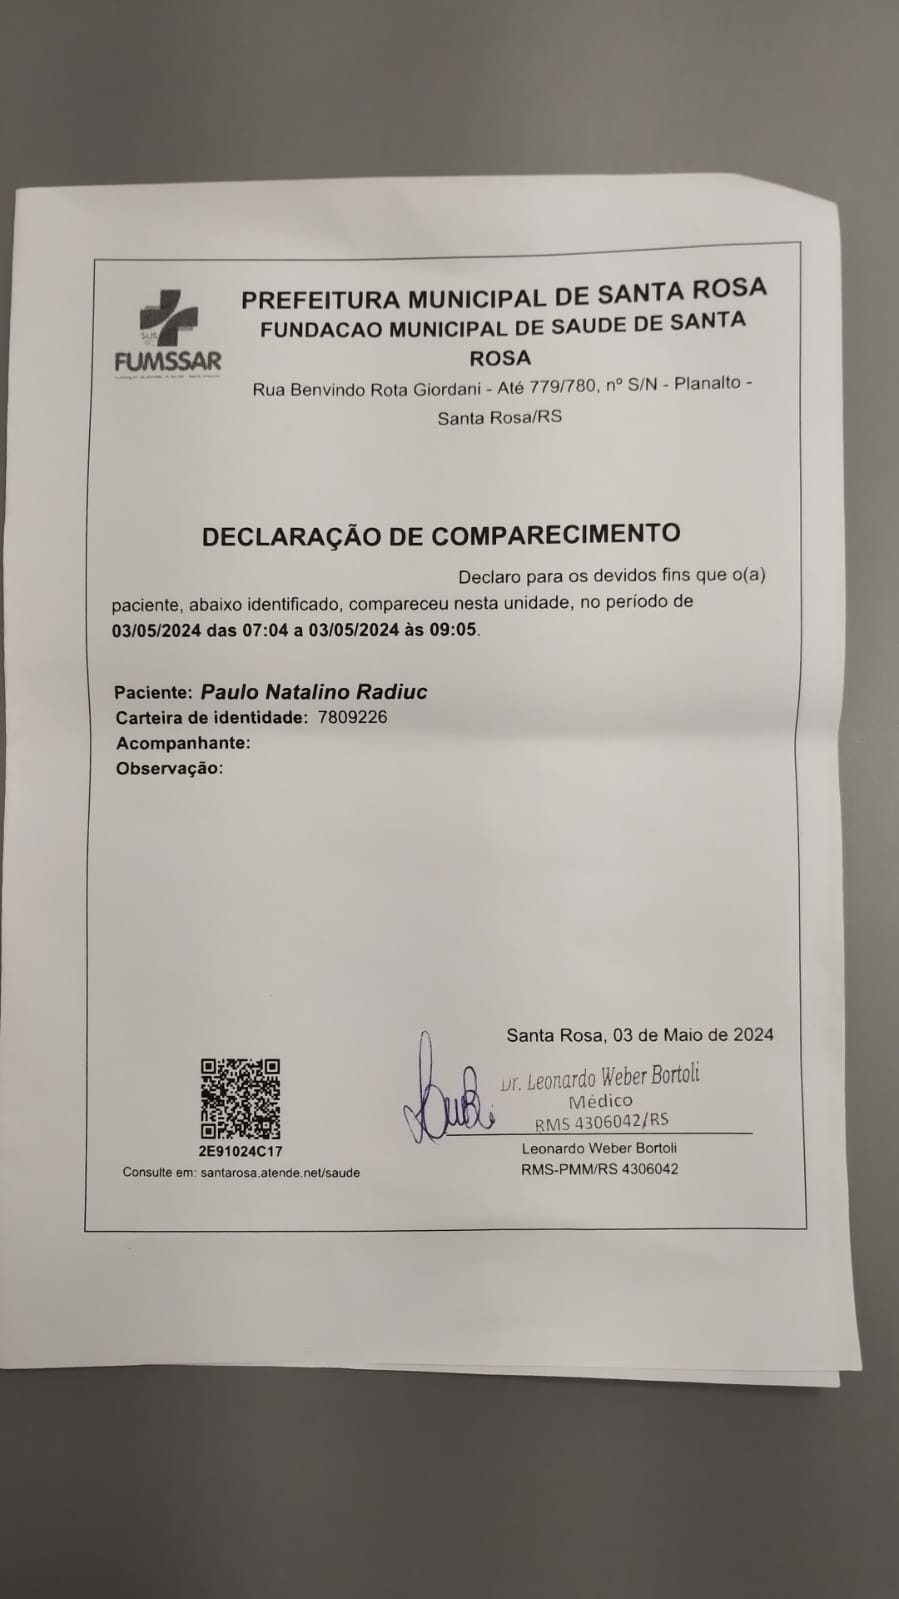 PREFEITURA MUNICIPAL DE SANTA ROSA
FUNDACAO MUNICIPAL DE SAUDE DE SANTA
ROSA
Rua Benvindo Rota Giordani - Até 779/780, nº S/N - Planalto -
Santa Rosa/RS
SUS
FUMSSAR
DECLARAÇÃO DE COMPARECIMENTO
Declaro para os devidos fins que o(a)
paciente, abaixo identificado, compareceu nesta unidade, no período de
03/05/2024 das 07:04 a 03/05/2024 às 09:05.
Paciente: Paulo Natalino Radiuc
Carteira de identidade: 7809226
Acompanhante:
Observação:
Santa Rosa, 03 de Maio de 2024
Dr. Leonardo Weber Bortoli
Médico
RMS 4306042/RS
Leonardo Weber Bortoli
RMS-PMM/RS 4306042
2E91024C17
Consulte em: santarosa.atende.net/saude